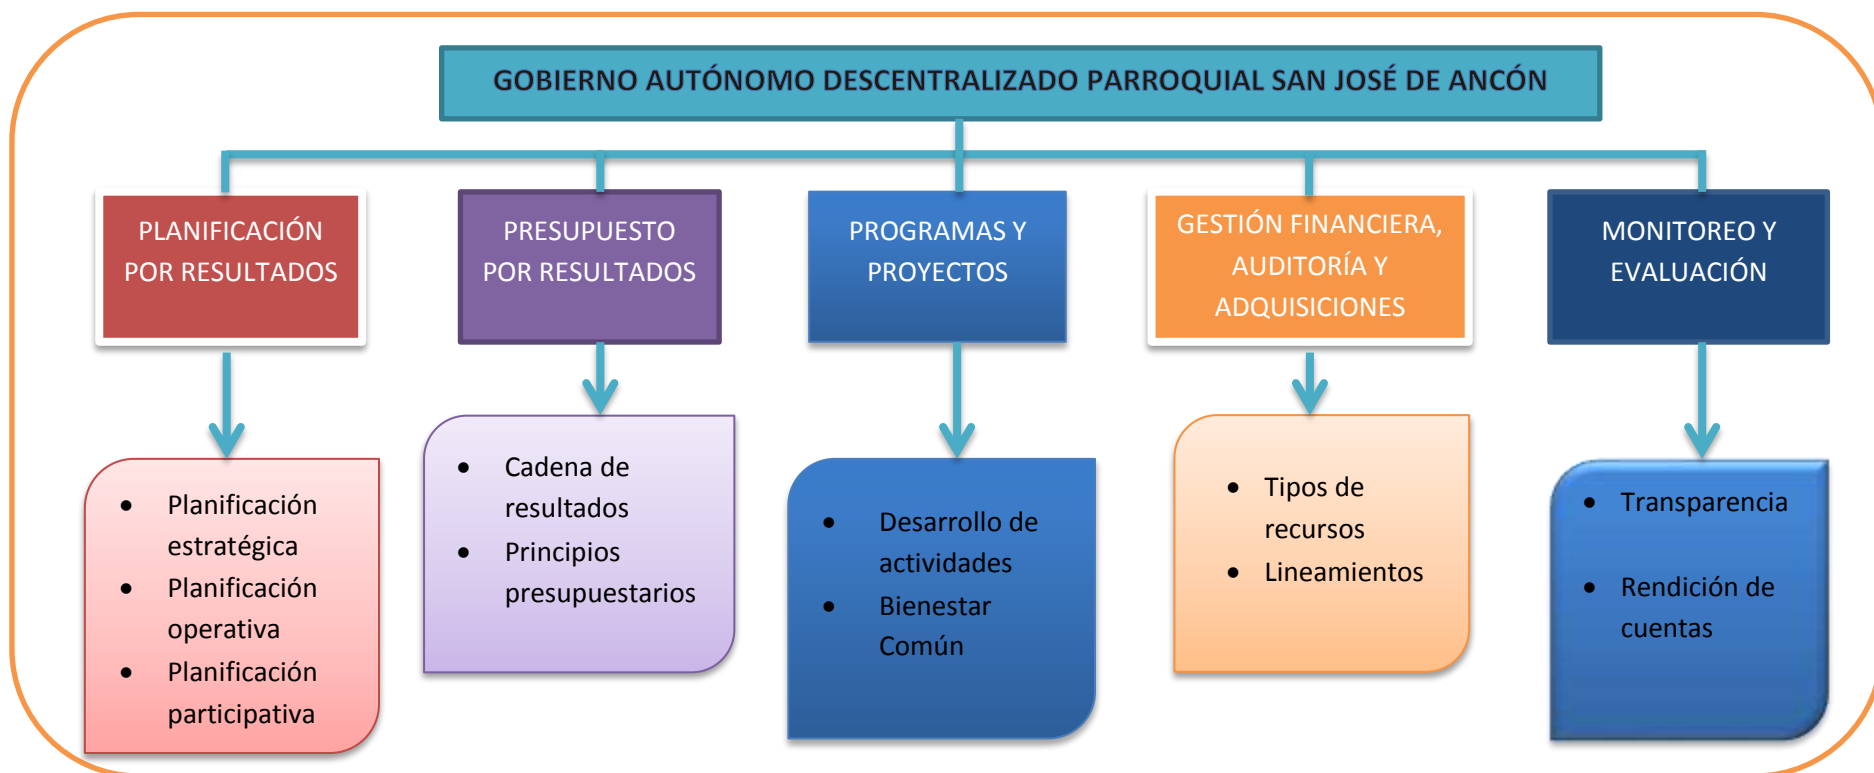 GOBIERNO AUTÓNOMO DESCENTRALIZADO PARROQUIAL SAN JOSÉ DE ANCÓN
PLANIFICACIÓN
POR RESULTADOS
PRESUPUESTO
POR RESULTADOS
PROGRAMAS Y
PROYECTOS
GESTIÓN FINANCIERA,
AUDITORÍA Y
ADQUISICIONES
MONITOREO Y
EVALUACIÓN
• Planificación
estratégica
• Planificación
operativa
• Planificación
participativa
• Cadena de
resultados
• Principios
presupuestarios
• Desarrollo de
actividades
• Bienestar
Común
• Tipos de
recursos
• Lineamientos
• Transparencia
• Rendición de
cuentas